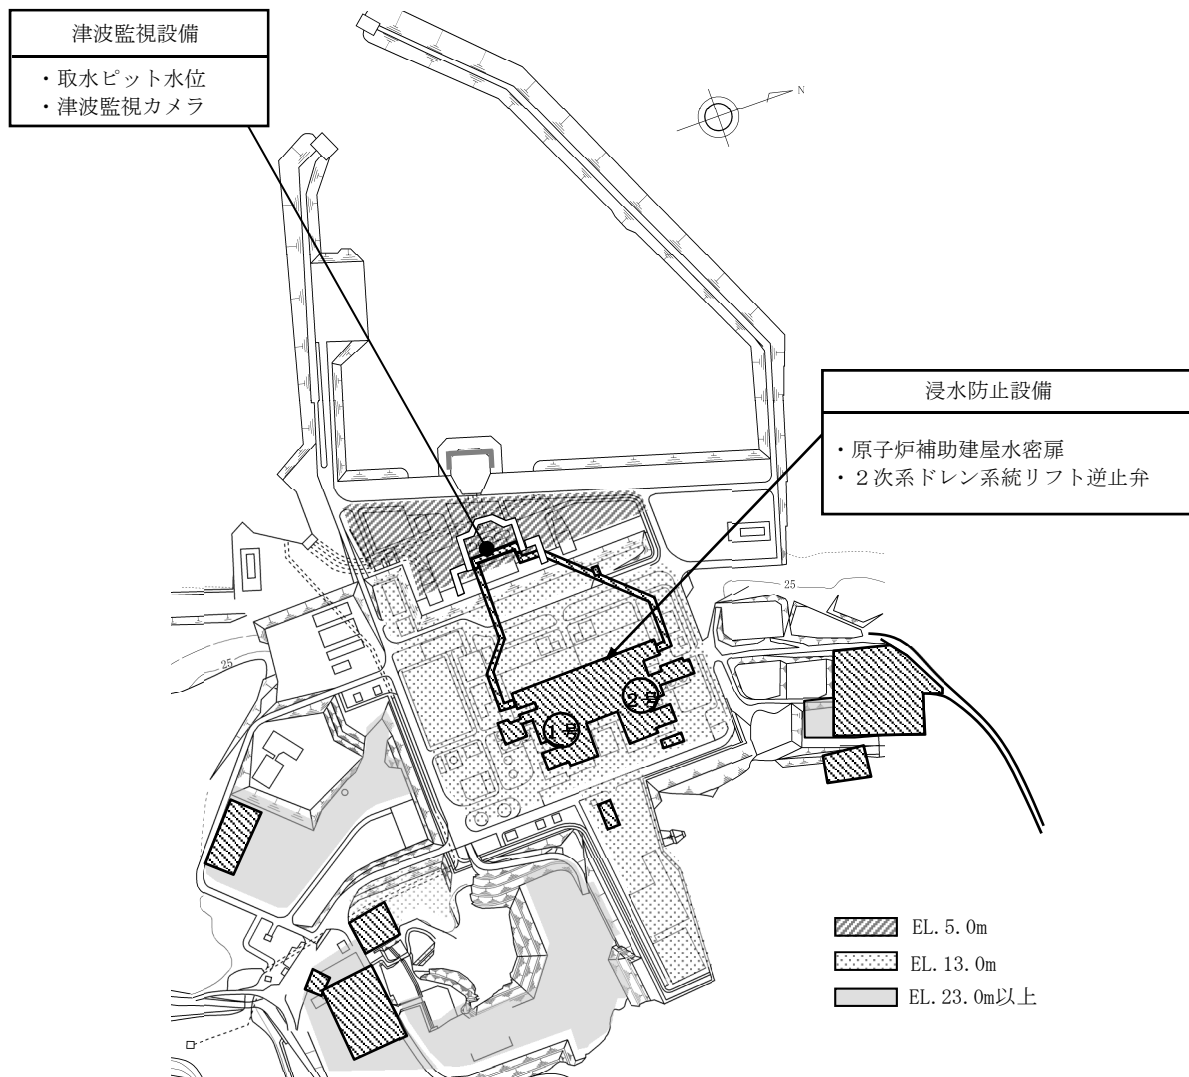 津波監視設備
・取水ピット水位
・津波監視カメラ
N
浸水防止設備
・原子炉補助建屋水密扉
・２次系ドレン系統リフト逆止弁
25
25
2号
1号
EL.5.0m
EL.13.0m
EL.23.0m以上